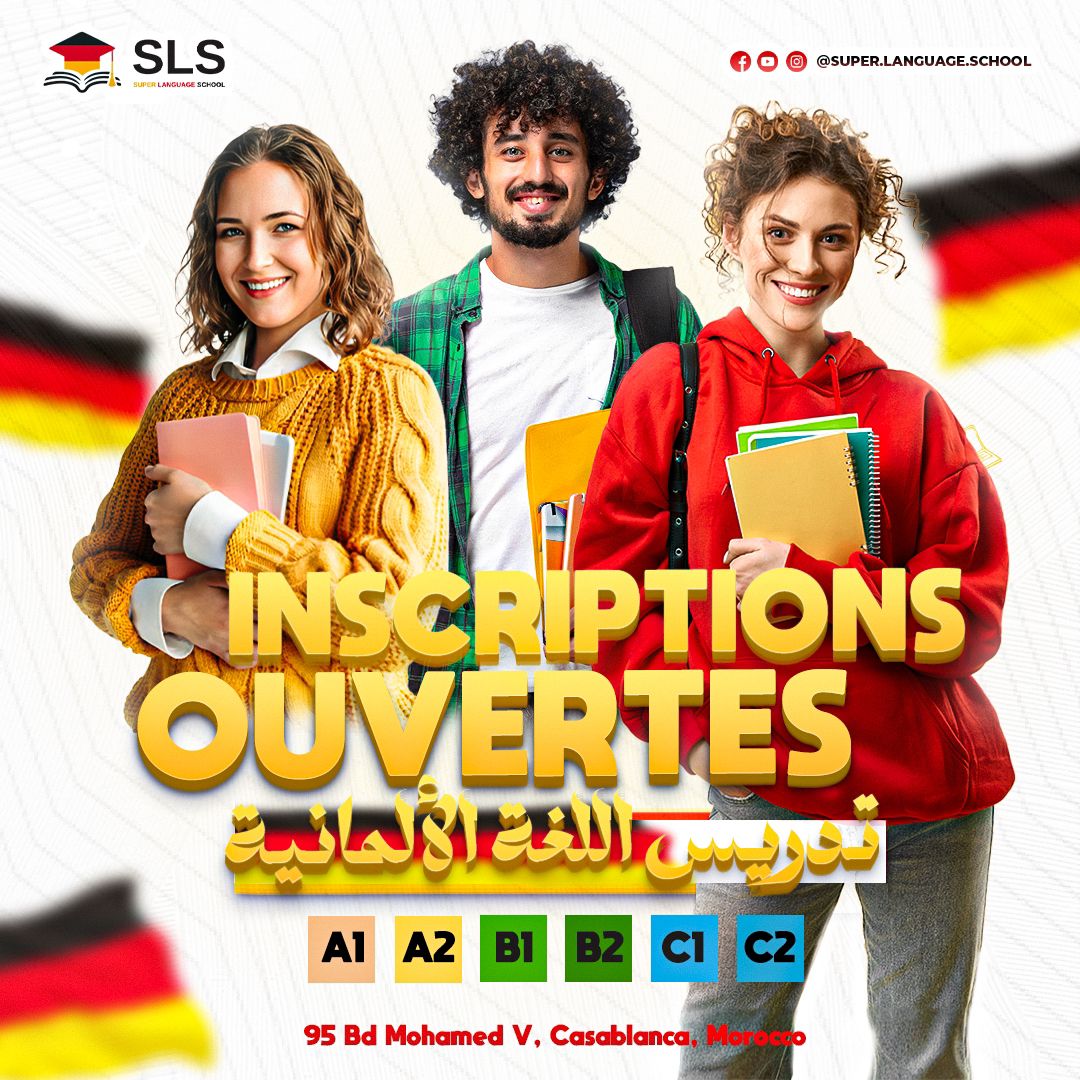 SLS
SUPER LANGUAGE SCHOOL
@SUPER.LANGUAGE.SCHOOL
INSCRIPTIONS
OUVERTES
تدريس اللغة الألمانية
A1 A2 B1 B2 C1 C2
95 Bd Mohamed V, Casablanca, Morocco